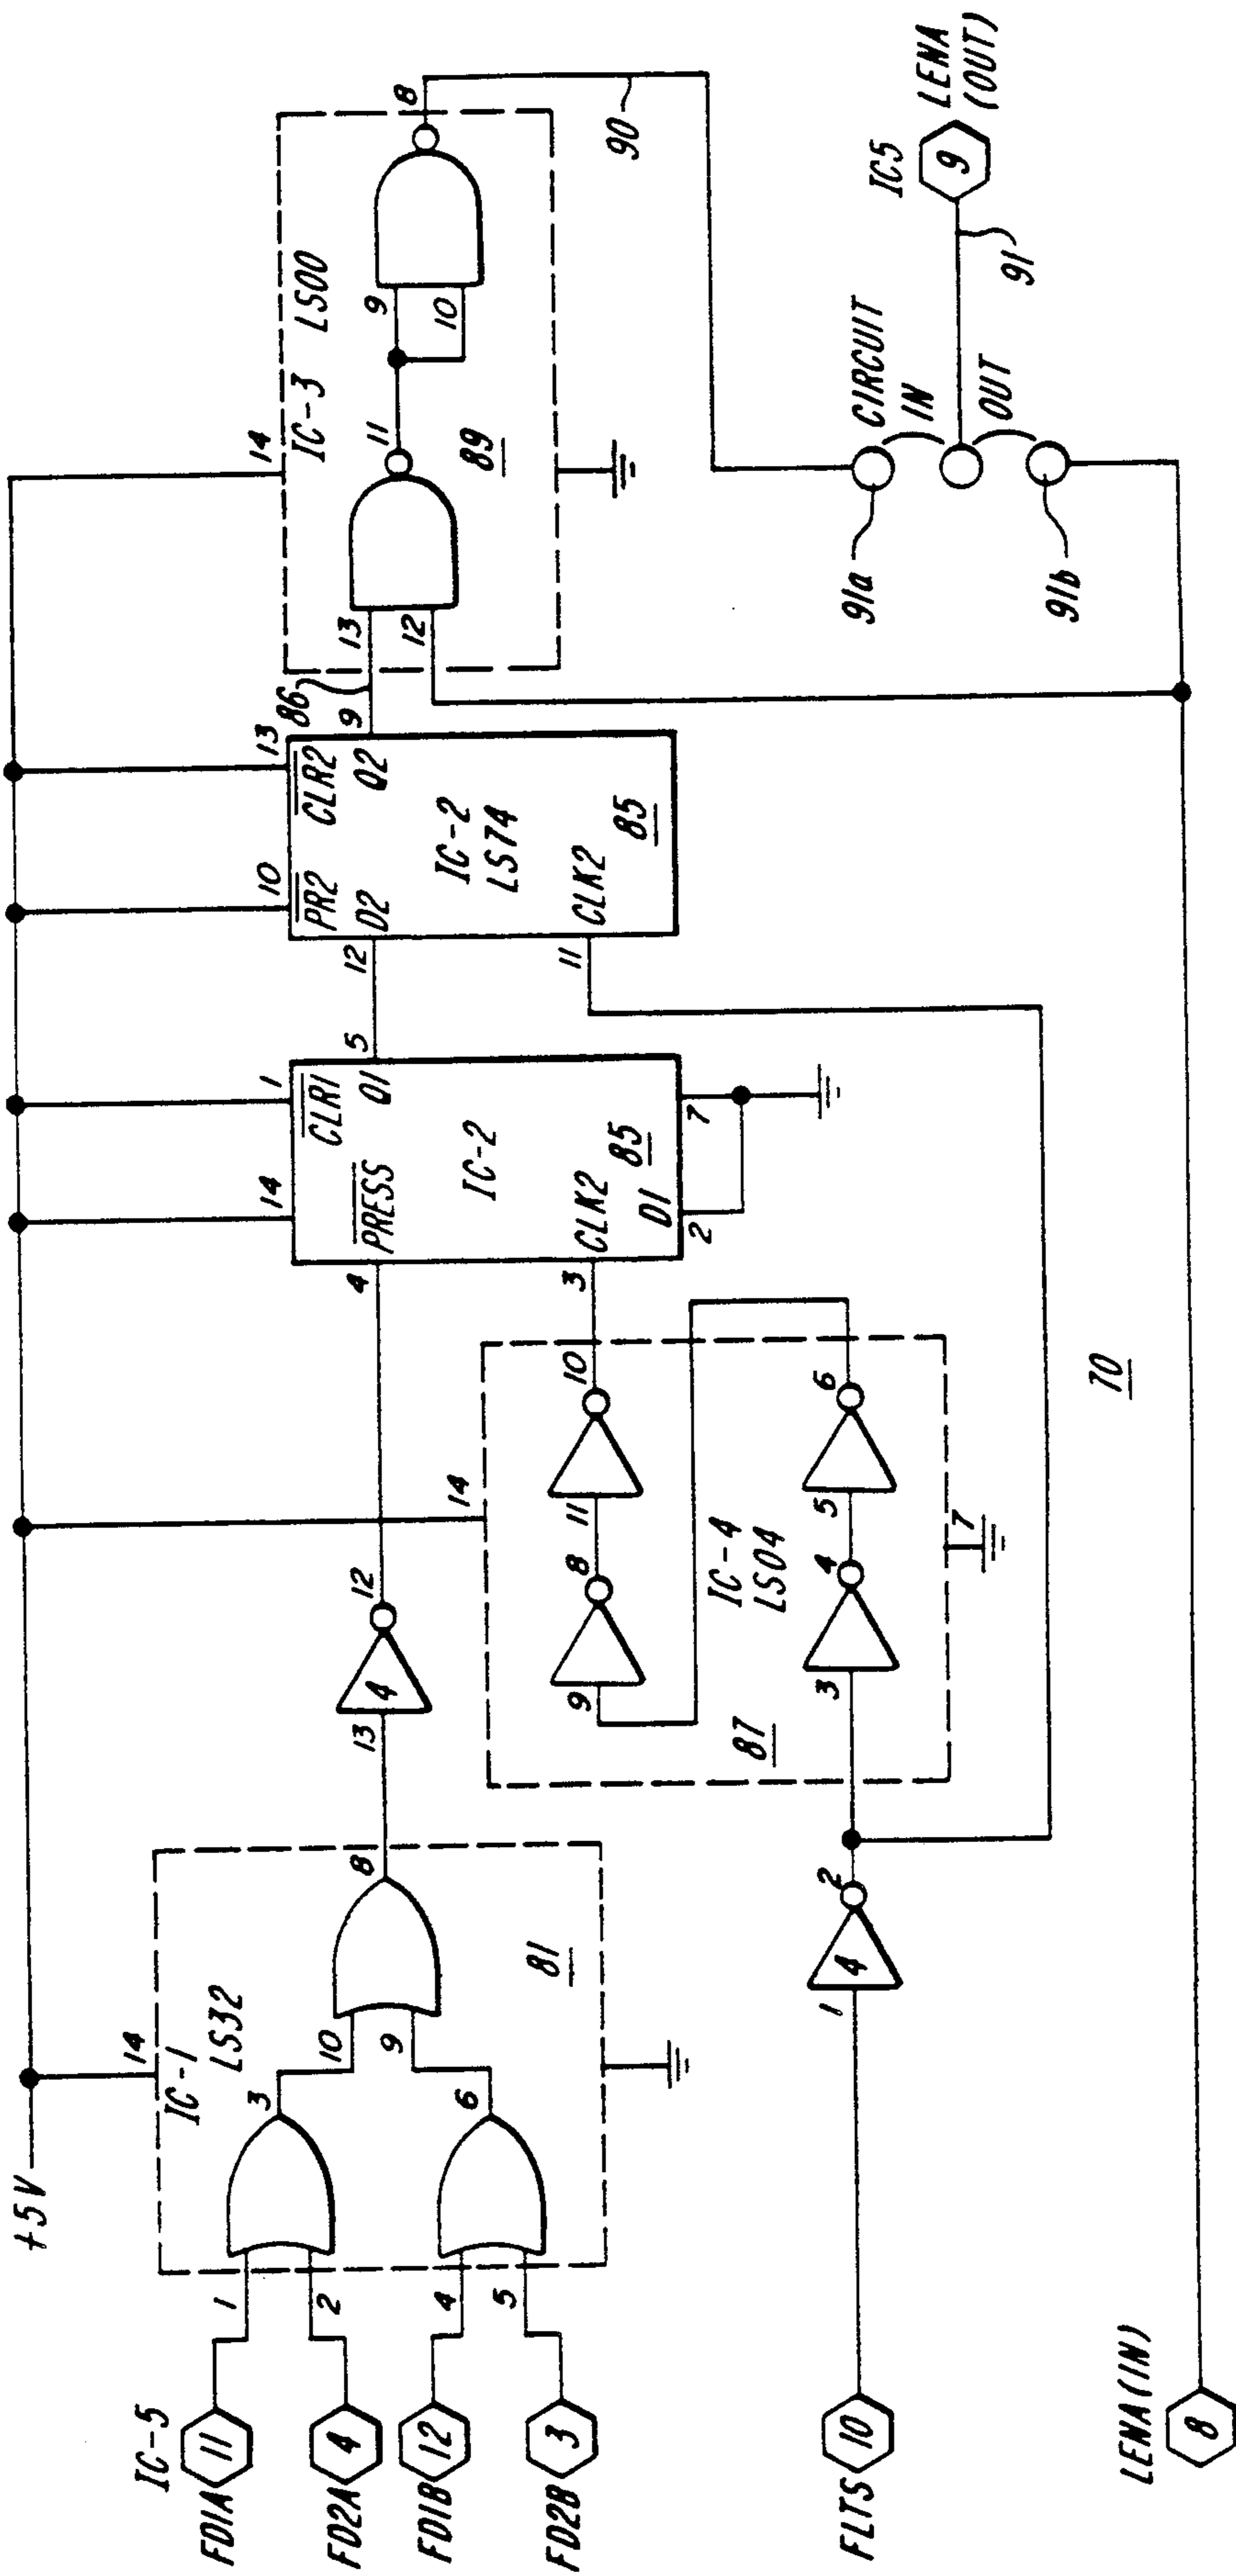 +5V
IC-5
FD1A 11
FD2A 4
FD1B 12
FD2B 3
FLTS 10
LENA(IN) 8
14
IC-1
LS32
1
2
3
4
5
6
10
9
8
81
13
4
12
1
4
2
14
87
3
4
5
6
9
8
11
10
IC-4
LS04
7
14
1
4
PRESS
CLR1
Q1
5
IC-2
3
CLK2
85
D1
2
7
10
13
PR2
CLR2
12
D2
Q2
9
86
IC-2
LS74
11
CLK2
85
14
IC-3
LS00
13
12
11
89
9
10
8
90
70
91a
CIRCUIT
IN
OUT
91b
91
IC5
9
LENA
(OUT)